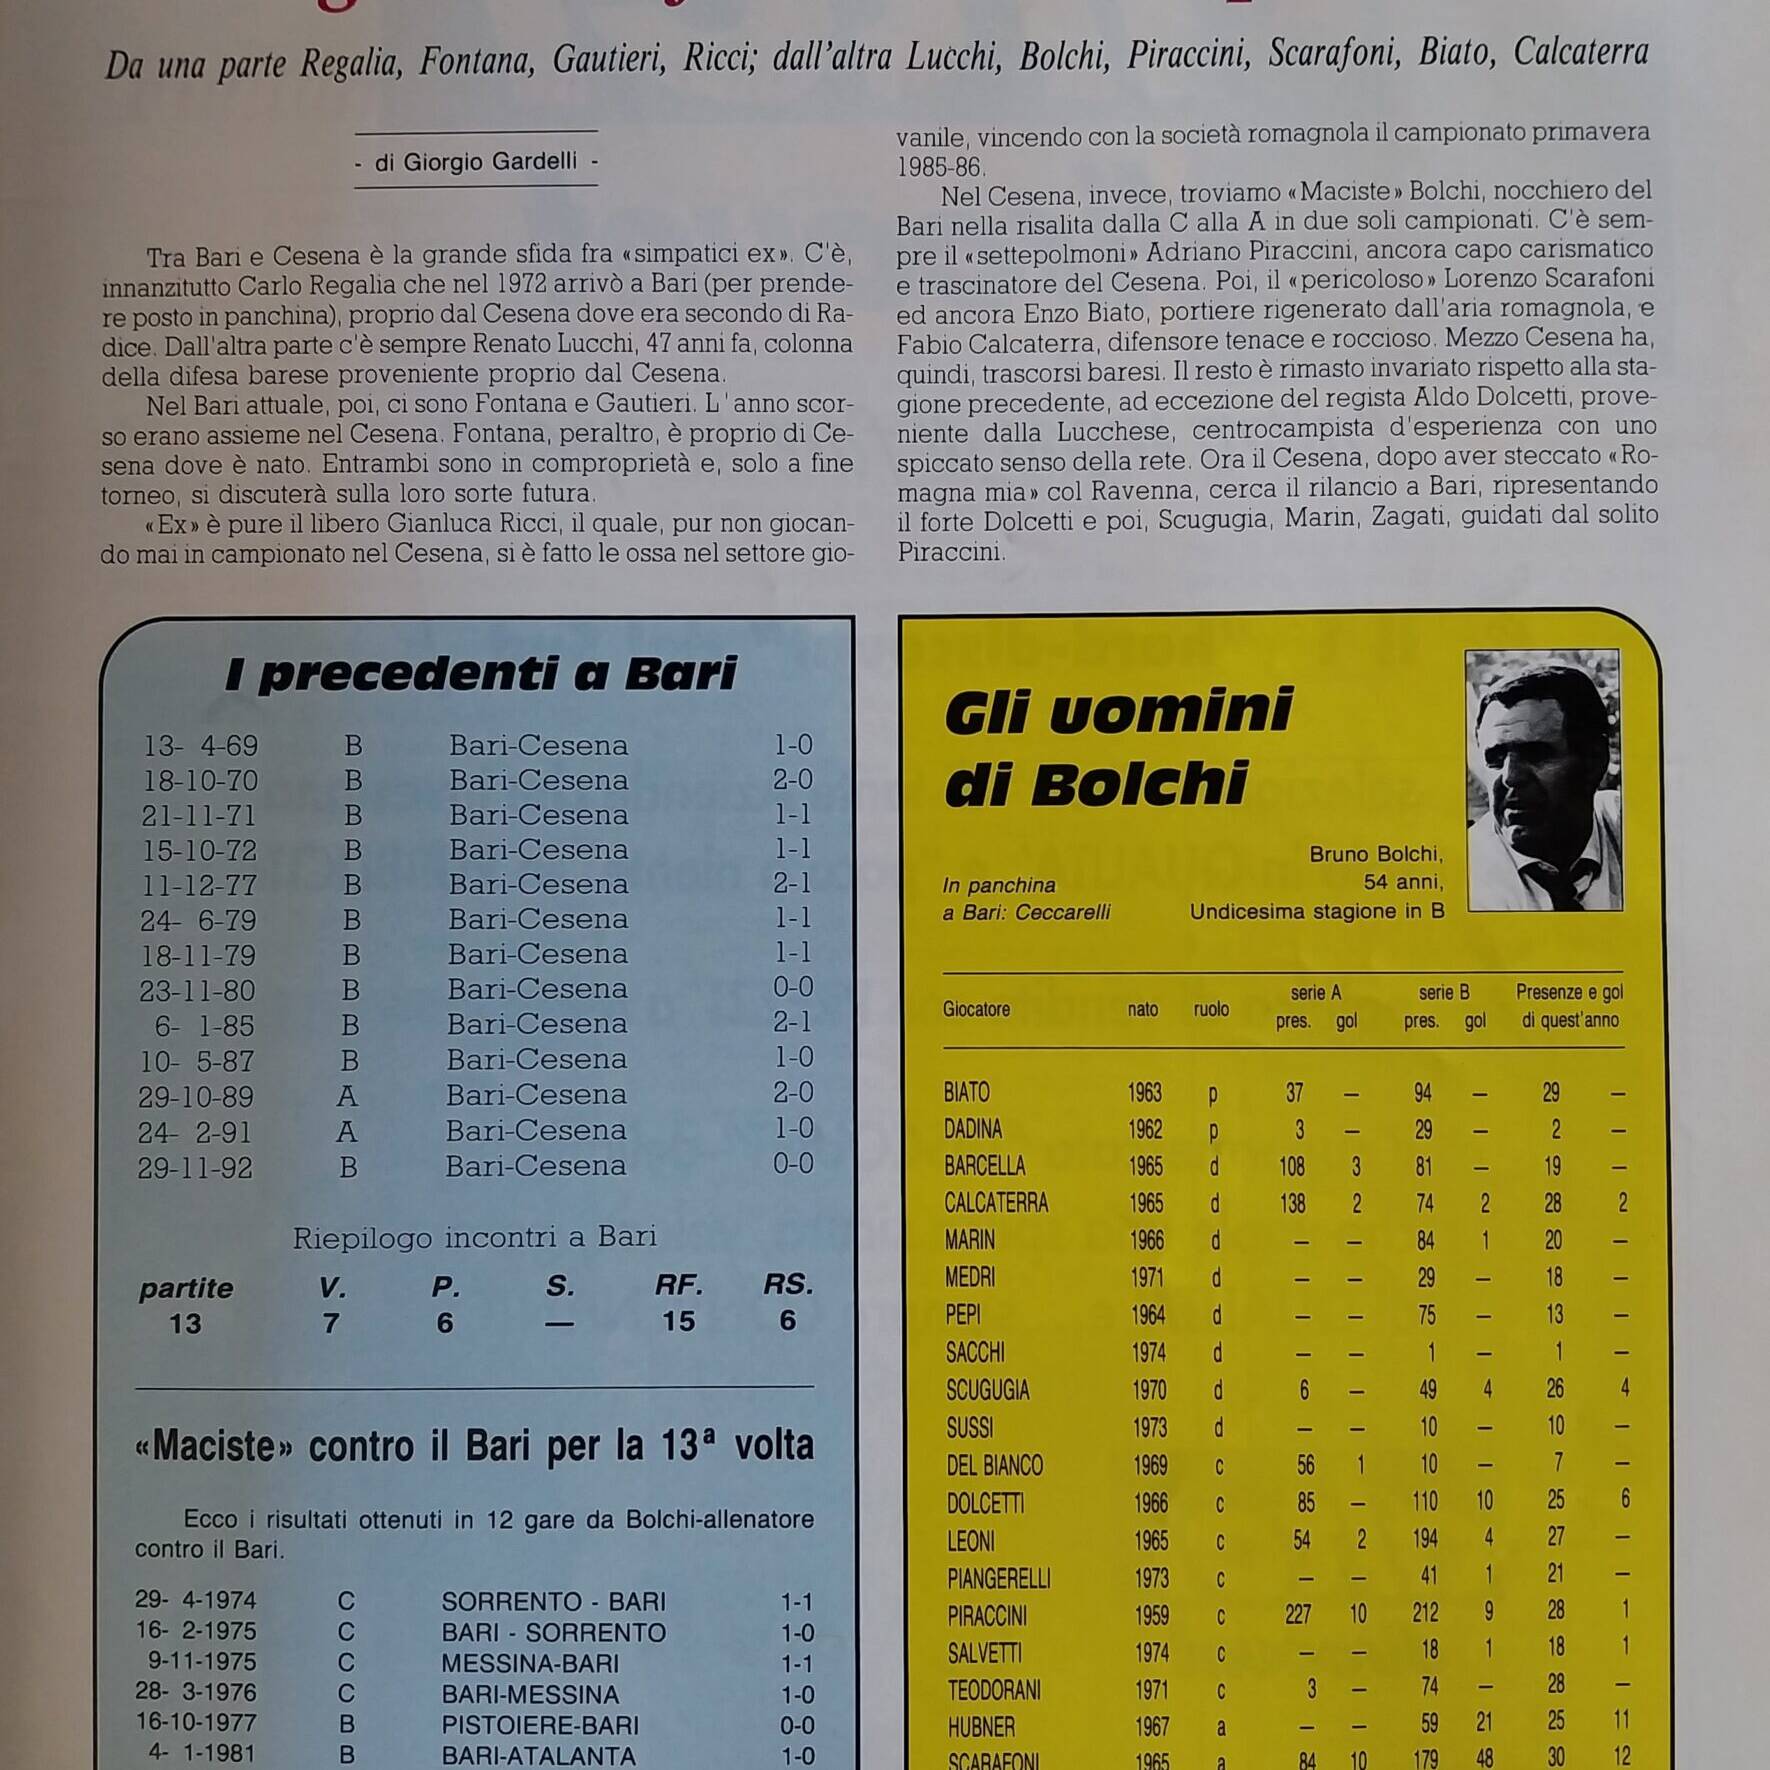 Da una parte Regalia, Fontana, Gautieri, Ricci; dall'altra Lucchi, Bolchi, Piraccini, Scarafoni, Biato, Calcaterra
- di Giorgio Gardelli -
Tra Bari e Cesena è la grande sfida fra «simpatici ex». C'è,
innanzitutto Carlo Regalia che nel 1972 arrivò a Bari (per prende-
re posto in panchina), proprio dal Cesena dove era secondo di Ra-
dice. Dall'altra parte c'è sempre Renato Lucchi, 47 anni fa, colonna
della difesa barese proveniente proprio dal Cesena.
Nel Bari attuale, poi, ci sono Fontana e Gautieri. L'anno scor-
so erano assieme nel Cesena. Fontana, peraltro, è proprio di Ce-
sena dove è nato. Entrambi sono in comproprietà e, solo a fine
torneo, si discuterà sulla loro sorte futura.
«Ex» è pure il libero Gianluca Ricci, il quale, pur non giocan-
do mai in campionato nel Cesena, si è fatto le ossa nel settore gio-
vanile, vincendo con la società romagnola il campionato primavera
1985-86.
Nel Cesena, invece, troviamo «Maciste» Bolchi, nocchiero del
Bari nella risalita dalla C alla A in due soli campionati. C'è sem-
pre il «settepolmoni» Adriano Piraccini, ancora capo carismatico
e trascinatore del Cesena. Poi, il «pericoloso» Lorenzo Scarafoni
ed ancora Enzo Biato, portiere rigenerato dall'aria romagnola, e
Fabio Calcaterra, difensore tenace e roccioso. Mezzo Cesena ha,
quindi, trascorsi baresi. Il resto è rimasto invariato rispetto alla sta-
gione precedente, ad eccezione del regista Aldo Dolcetti, prove-
niente dalla Lucchese, centrocampista d'esperienza con uno
spiccato senso della rete. Ora il Cesena, dopo aver steccato «Ro-
magna mia» col Ravenna, cerca il rilancio a Bari, ripresentando
il forte Dolcetti e poi, Scugugia, Marin, Zagati, guidati dal solito
Piraccini.
I precedenti a Bari
13- 4-69 B Bari-Cesena 1-0
18-10-70 B Bari-Cesena 2-0
21-11-71 B Bari-Cesena 1-1
15-10-72 B Bari-Cesena 1-1
11-12-77 B Bari-Cesena 2-1
24- 6-79 B Bari-Cesena 1-1
18-11-79 B Bari-Cesena 1-1
23-11-80 B Bari-Cesena 0-0
6- 1-85 B Bari-Cesena 2-1
10- 5-87 B Bari-Cesena 1-0
29-10-89 A Bari-Cesena 2-0
24- 2-91 A Bari-Cesena 1-0
29-11-92 B Bari-Cesena 0-0
Riepilogo incontri a Bari
partite V. P. S. RF. RS.
13 7 6 — 15 6
«Maciste» contro il Bari per la 13ª volta
Ecco i risultati ottenuti in 12 gare da Bolchi-allenatore
contro il Bari.
29- 4-1974 C SORRENTO - BARI 1-1
16- 2-1975 C BARI - SORRENTO 1-0
9-11-1975 C MESSINA-BARI 1-1
28- 3-1976 C BARI-MESSINA 1-0
16-10-1977 B PISTOIERE-BARI 0-0
4- 1-1981 B BARI-ATALANTA 1-0
Gli uomini
di Bolchi
Bruno Bolchi,
54 anni,
Undicesima stagione in B
In panchina
a Bari: Ceccarelli
Giocatore nato ruolo serie A serie B Presenze e gol
pres. gol pres. gol di quest'anno
BIATO 1963 p 37 — 94 — 29 —
DADINA 1962 p 3 — 29 — 2 —
BARCELLA 1965 d 108 3 81 — 19 —
CALCATERRA 1965 d 138 2 74 2 28 2
MARIN 1966 d — — 84 1 20 —
MEDRI 1971 d — — 29 — 18 —
PEPI 1964 d — — 75 — 13 —
SACCHI 1974 d — — 1 — 1 —
SCUGUGIA 1970 d 6 — 49 4 26 4
SUSSI 1973 d — — 10 — 10 —
DEL BIANCO 1969 c 56 1 10 — 7 —
DOLCETTI 1966 c 85 — 110 10 25 6
LEONI 1965 c 54 2 194 4 27 —
PIANGERELLI 1973 c — — 41 1 21 —
PIRACCINI 1959 c 227 10 212 9 28 1
SALVETTI 1974 c — — 18 1 18 1
TEODORANI 1971 c 3 — 74 — 28 —
HUBNER 1967 a — — 59 21 25 11
SCARAFONI 1965 a 84 10 179 48 30 12